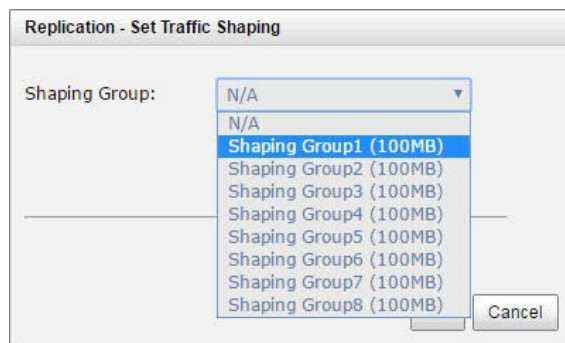 Replication - Set Traffic Shaping
Shaping Group:
N/A
N/A
Shaping Group1 (100MB)
Shaping Group2 (100MB)
Shaping Group3 (100MB)
Shaping Group4 (100MB)
Shaping Group5 (100MB)
Shaping Group6 (100MB)
Shaping Group7 (100MB)
Shaping Group8 (100MB)
Cancel